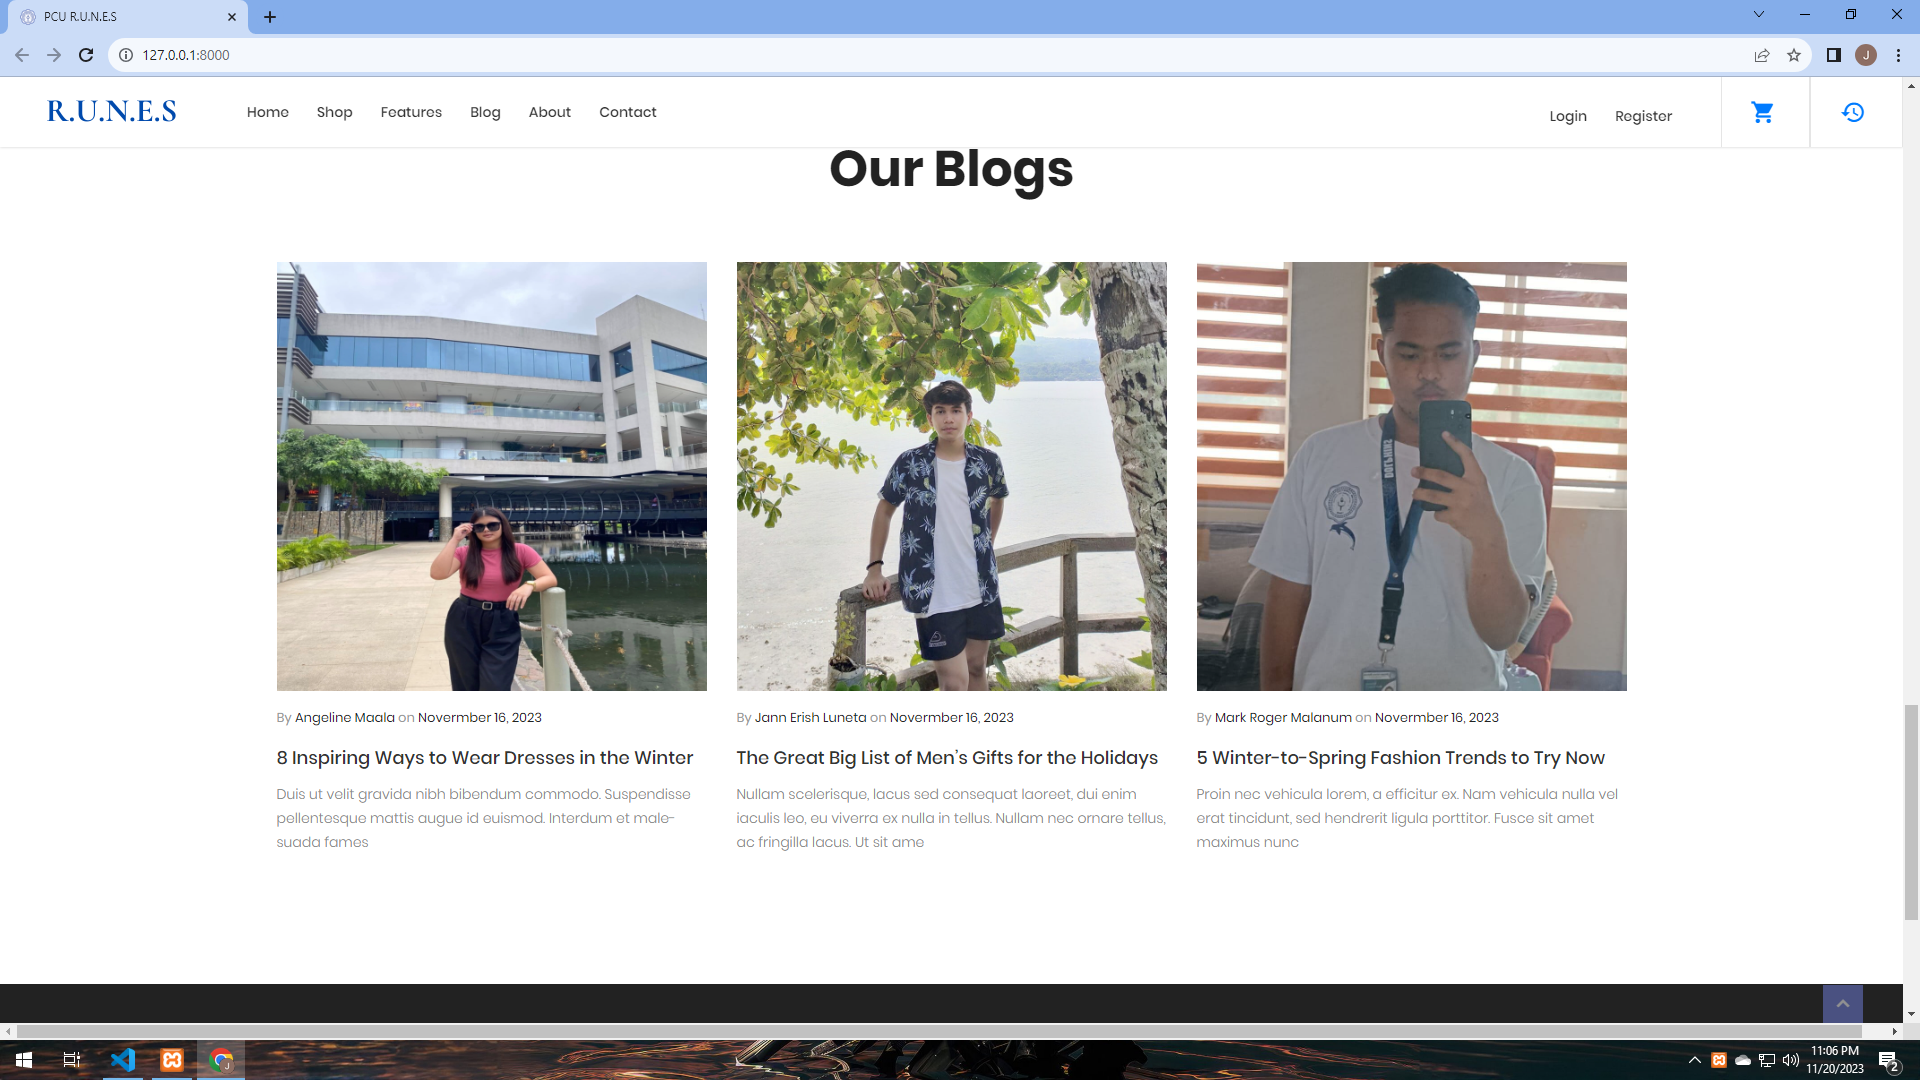 PCU R.U.N.E.S
127.0.0.1:8000
J
R.U.N.E.S
Home
Shop
Features
Blog
About
Contact
Login
Register
Our Blogs
DOLPHINS
By Angeline Maala on Novermber 16, 2023
8 Inspiring Ways to Wear Dresses in the Winter
Duis ut velit gravida nibh bibendum commodo. Suspendisse
pellentesque mattis augue id euismod. Interdum et male-
suada fames
By Jann Erish Luneta on Novermber 16, 2023
The Great Big List of Men’s Gifts for the Holidays
Nullam scelerisque, lacus sed consequat laoreet, dui enim
iaculis leo, eu viverra ex nulla in tellus. Nullam nec ornare tellus,
ac fringilla lacus. Ut sit ame
By Mark Roger Malanum on Novermber 16, 2023
5 Winter-to-Spring Fashion Trends to Try Now
Proin nec vehicula lorem, a efficitur ex. Nam vehicula nulla vel
erat tincidunt, sed hendrerit ligula porttitor. Fusce sit amet
maximus nunc
J
11:06 PM
11/20/2023
2